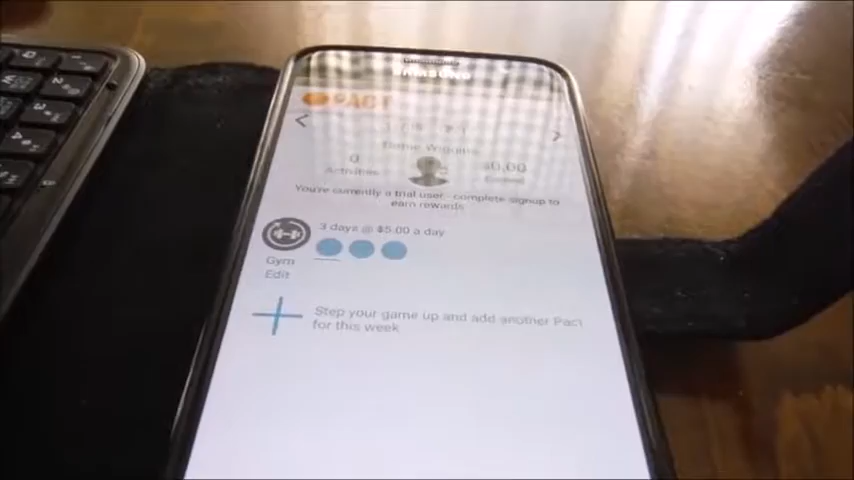 SAMSUNG
PACT
0
$0.00
Activities
Earned
You're currently a trial user - complete signup to
earn rewards
3 days @ $5.00 a day
Gym
Edit
Step your game up and add another Pact
for this week